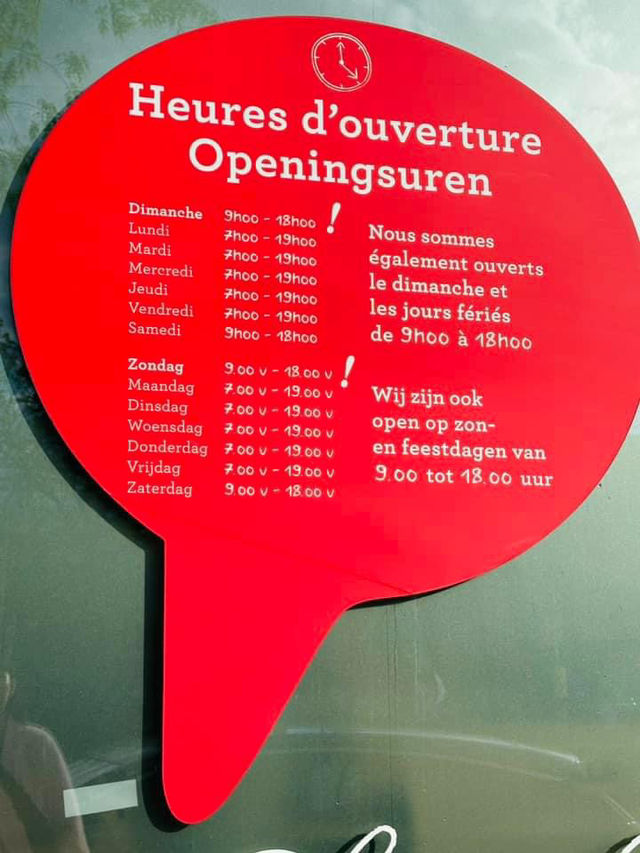 Heures d'ouverture
Openingsuren
Dimanche 9h00 - 18h00 !
Lundi 7h00 - 19h00
Mardi 7h00 - 19h00
Mercredi 7h00 - 19h00
Jeudi 7h00 - 19h00
Vendredi 7h00 - 19h00
Samedi 9h00 - 18h00
Nous sommes
également ouverts
le dimanche et
les jours fériés
de 9h00 à 18h00
Zondag 9.00 v - 18.00 v !
Maandag 7.00 v - 19.00 v
Dinsdag 7.00 v - 19.00 v
Woensdag 7.00 v - 19.00 v
Donderdag 7.00 v - 19.00 v
Vrijdag 7.00 v - 19.00 v
Zaterdag 9.00 v - 18.00 v
Wij zijn ook
open op zon-
en feestdagen van
9.00 tot 18.00 uur